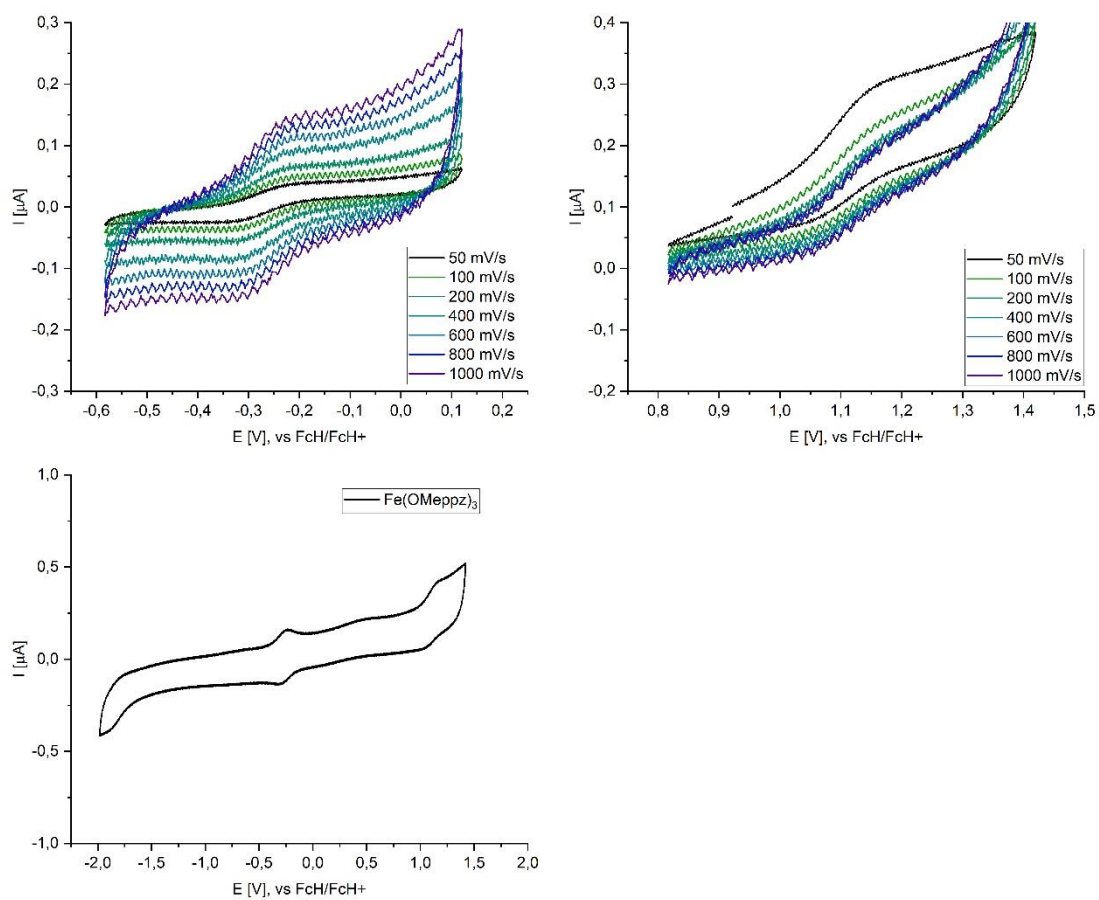 0,3
0,2
0,1
0,0
-0,1
-0,2
-0,3
I [µA]
-0,6
-0,5
-0,4
-0,3
-0,2
-0,1
0,0
0,1
0,2
E [V], vs FcH/FcH+
50 mV/s
100 mV/s
200 mV/s
400 mV/s
600 mV/s
800 mV/s
1000 mV/s
0,4
0,3
0,2
0,1
0,0
0,1
0,2
I [µA]
0,8
0,9
1,0
1,1
1,2
1,3
1,4
1,5
E [V], vs FcH/FcH+
50 mV/s
100 mV/s
200 mV/s
400 mV/s
600 mV/s
800 mV/s
1000 mV/s
1,0
0,5
0,0
-0,5
-1,0
I [µA]
Fe(OMeppz)₃
-2,0
-1,5
-1,0
-0,5
0,0
0,5
1,0
1,5
2,0
E [V], vs FcH/FcH+